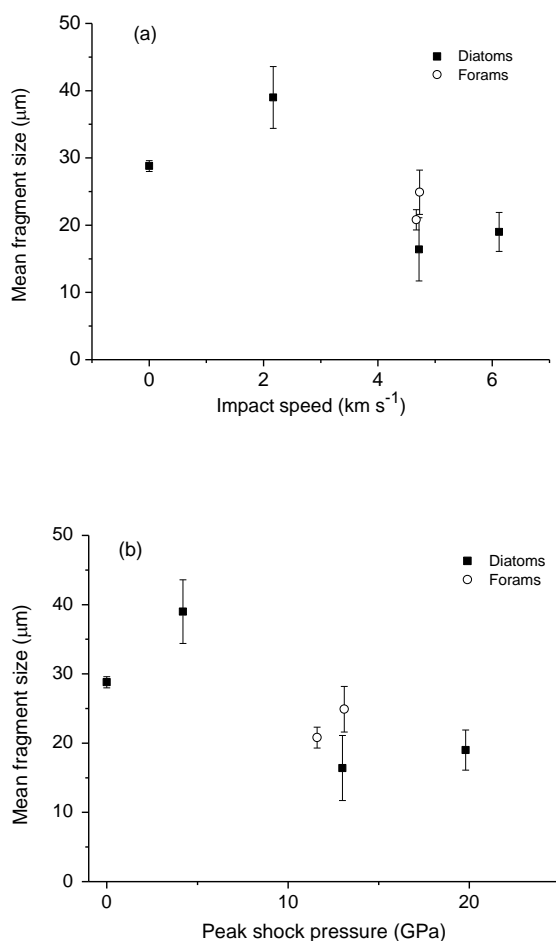 50
(a)
Diatoms
Forams
40
30
20
10
0
Mean fragment size (μm)
0 2 4 6
Impact speed (km s⁻¹)
50
(b)
Diatoms
Forams
40
30
20
10
0
Mean fragment size (μm)
0 10 20
Peak shock pressure (GPa)